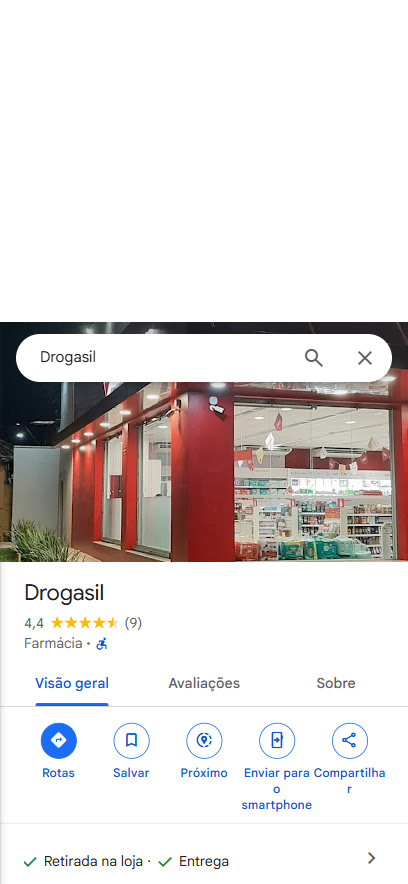 Drogasil
Drogasil
4,4 (9)
Farmácia ·
Visão geral Avaliações Sobre
Rotas Salvar Próximo Enviar para o smartphone Compartilhar
Retirada na loja · Entrega